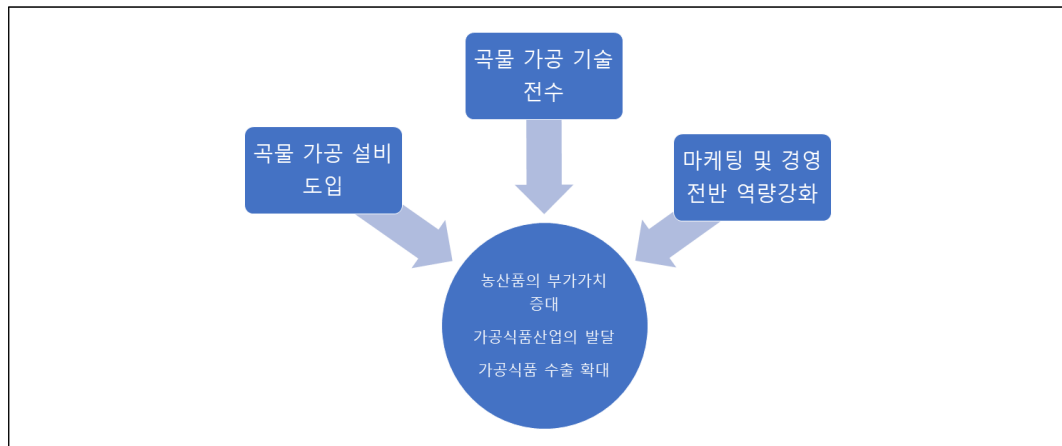 곡물 가공 기술
전수
곡물 가공 설비
도입
마케팅 및 경영
전반 역량강화
농산품의 부가가치
증대
가공식품산업의 발달
가공식품 수출 확대